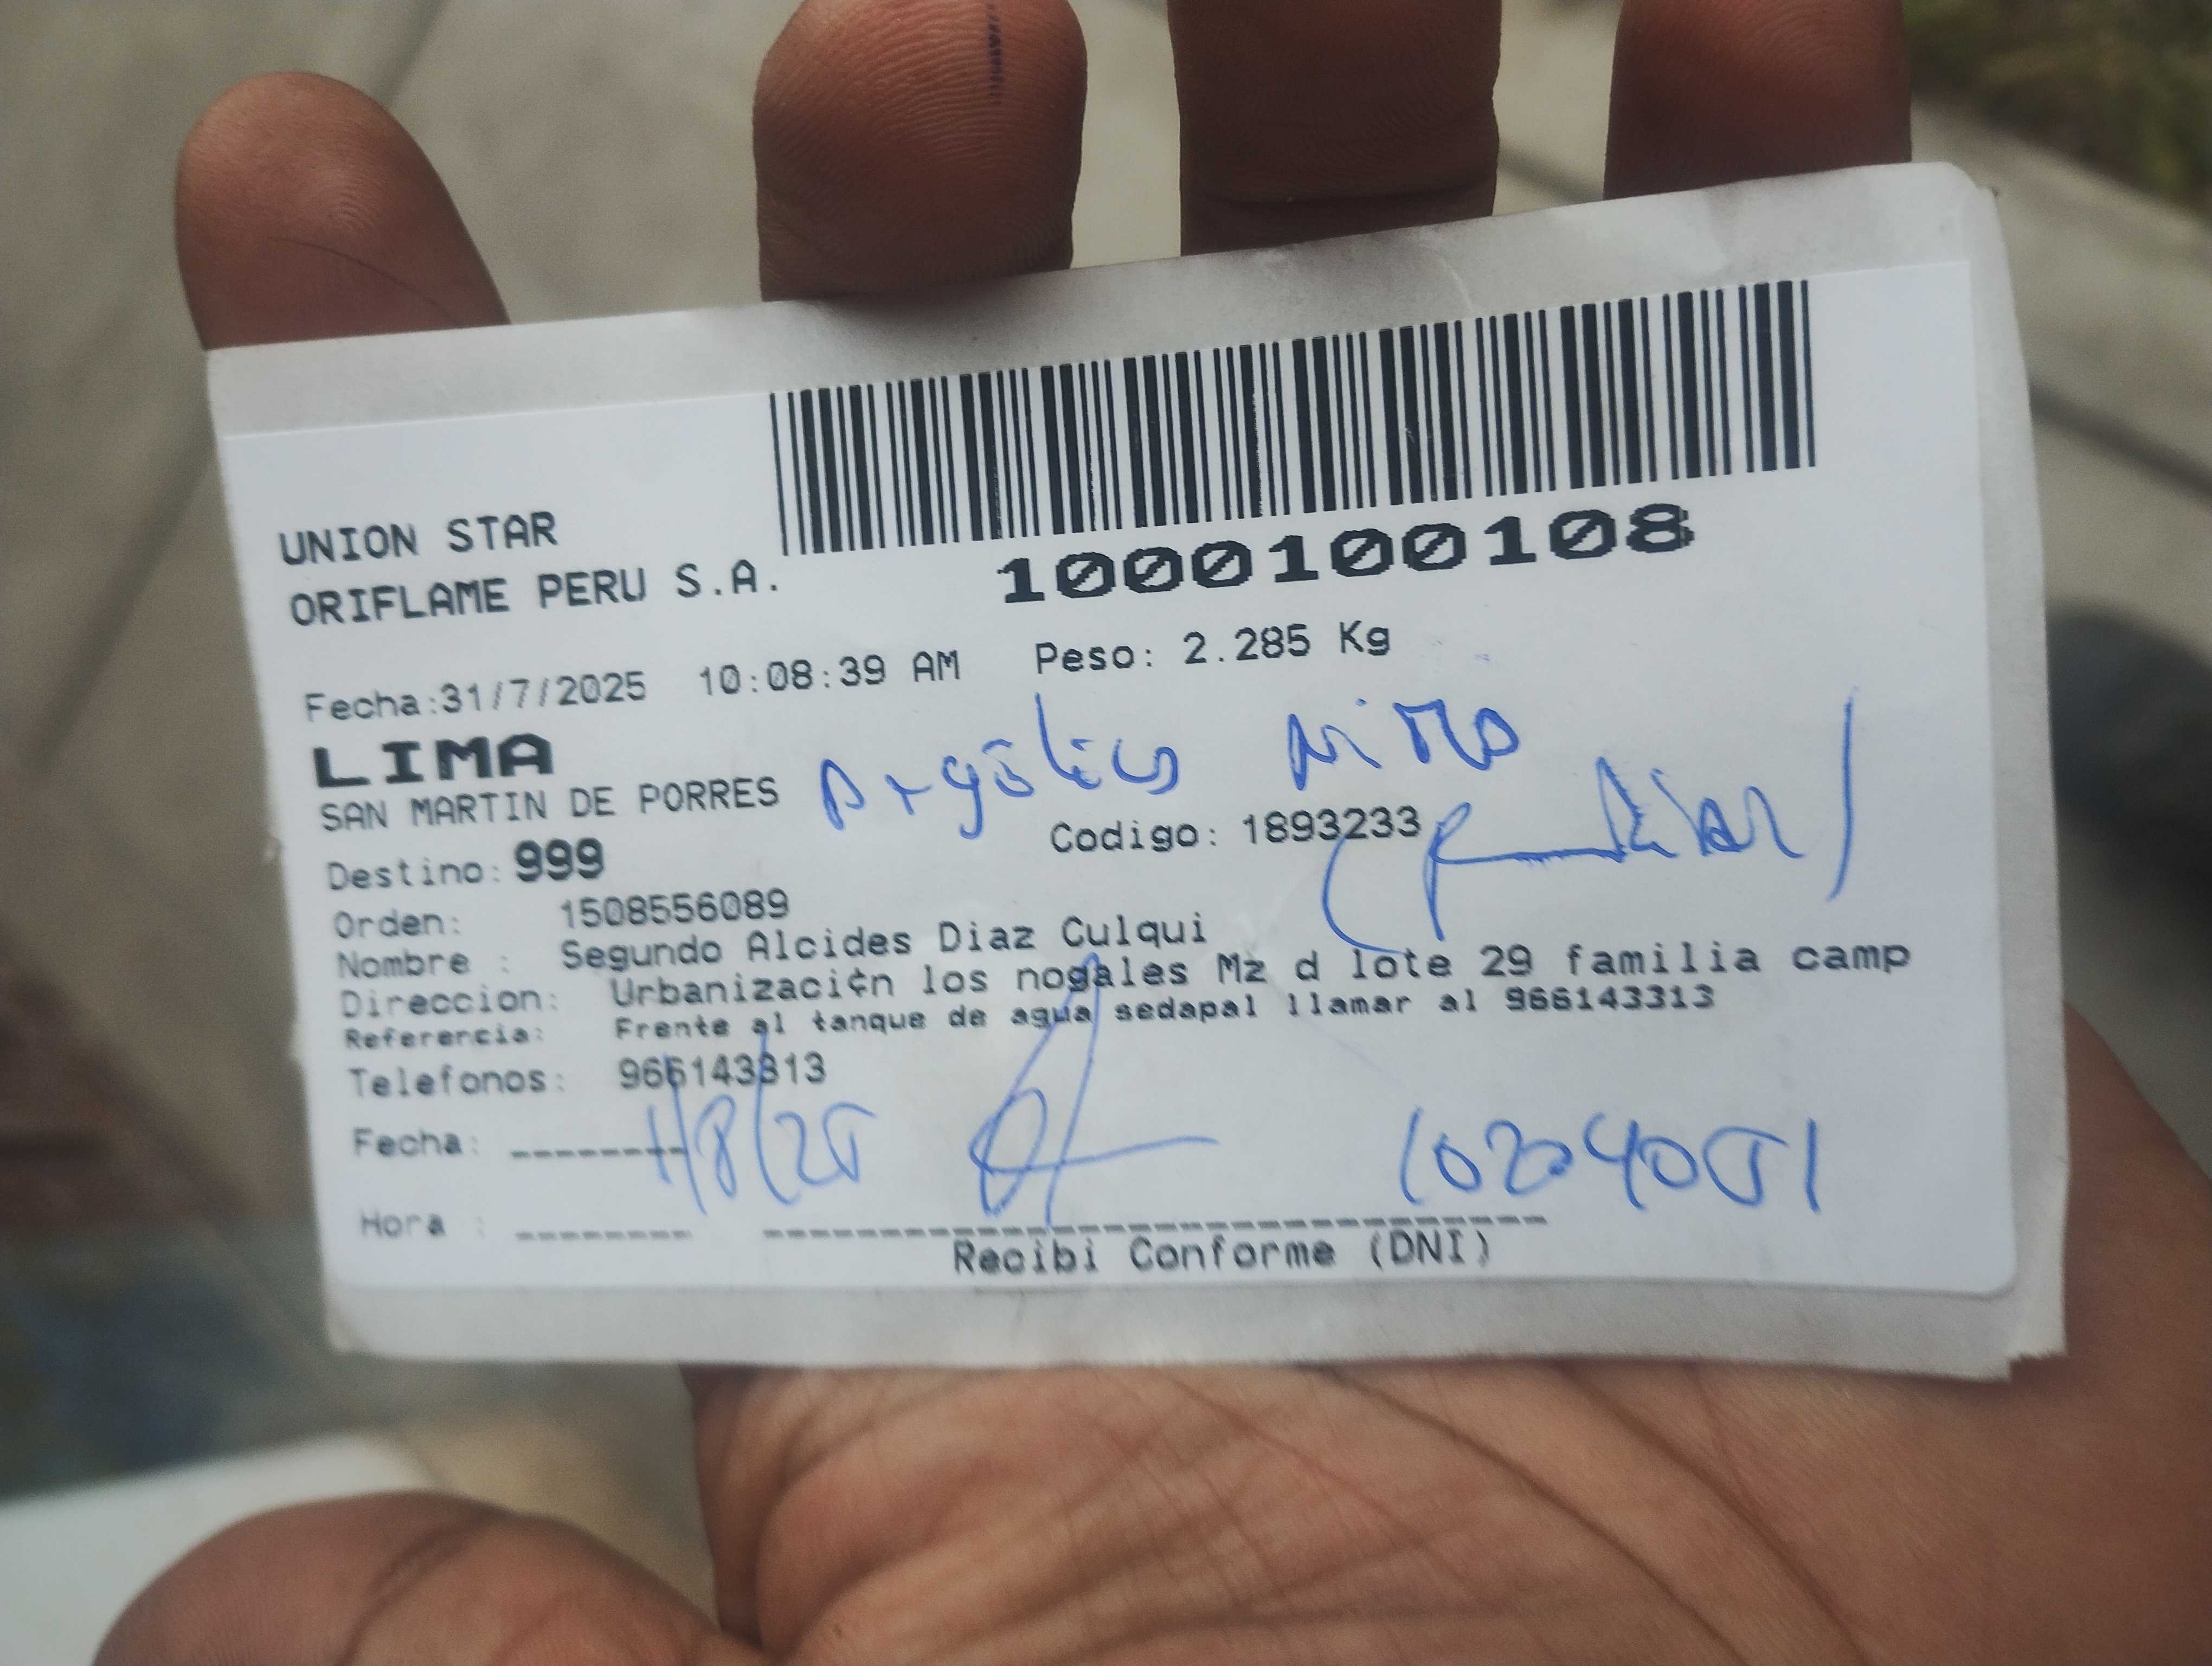 UNION STAR
ORIFLAME PERU S.A.
1000100108
Fecha:31/7/2025 10:08:39 AM Peso: 2.285 Kg
LIMA
SAN MARTIN DE PORRES
Destino: 999 Codigo: 1893233
Orden: 1508556089
Nombre : Segundo Alcides Diaz Culqui
Direccion: Urbanizaci¢n los nogales Mz d lote 29 familia camp
Referencia: Frente al tanque de agua sedapal llamar al 966143313
Telefonos: 966143313
Fecha: 1/8/25
Hora :
Recibi Conforme (DNI)